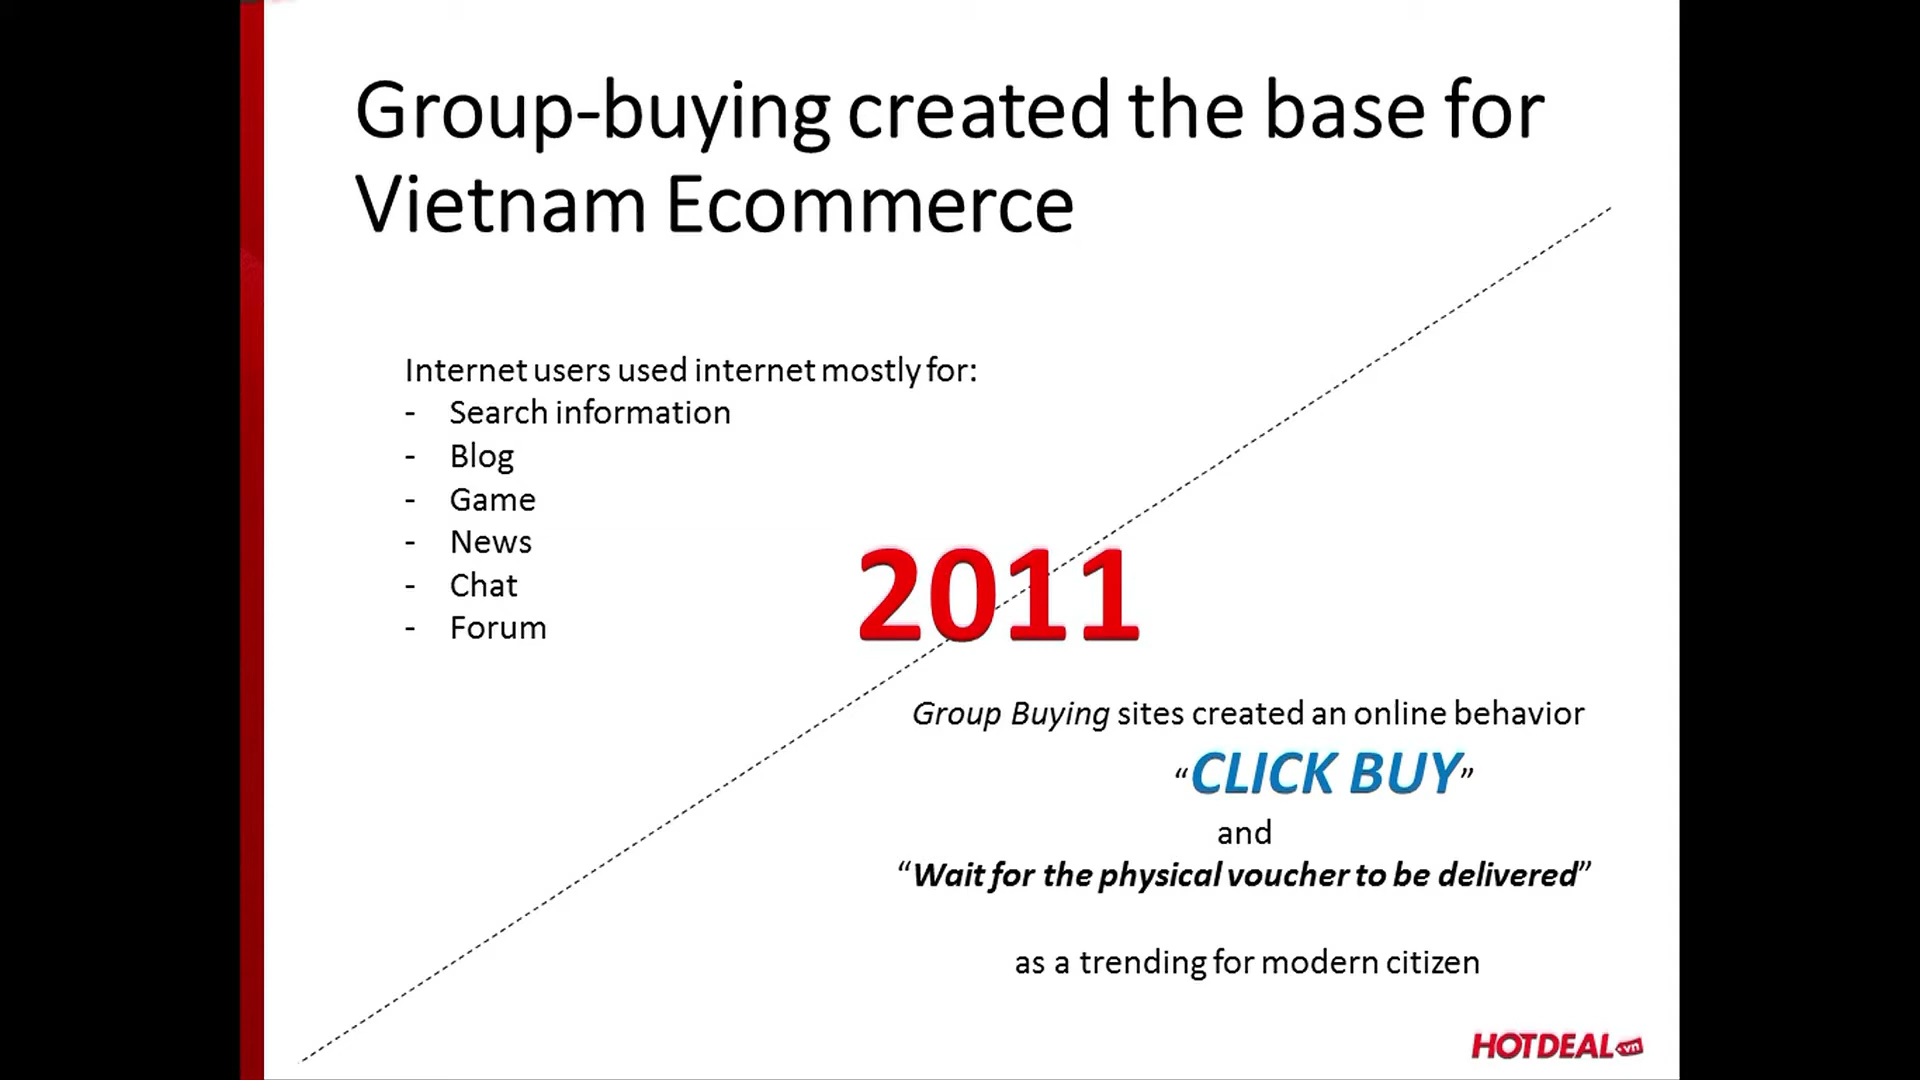 Group-buying created the base for
Vietnam Ecommerce
Internet users used internet mostly for:
- Search information
- Blog
- Game
- News
- Chat
- Forum
2011
Group Buying sites created an online behavior
“CLICK BUY”
and
“Wait for the physical voucher to be delivered”
as a trending for modern citizen
HOTDEAL.vn